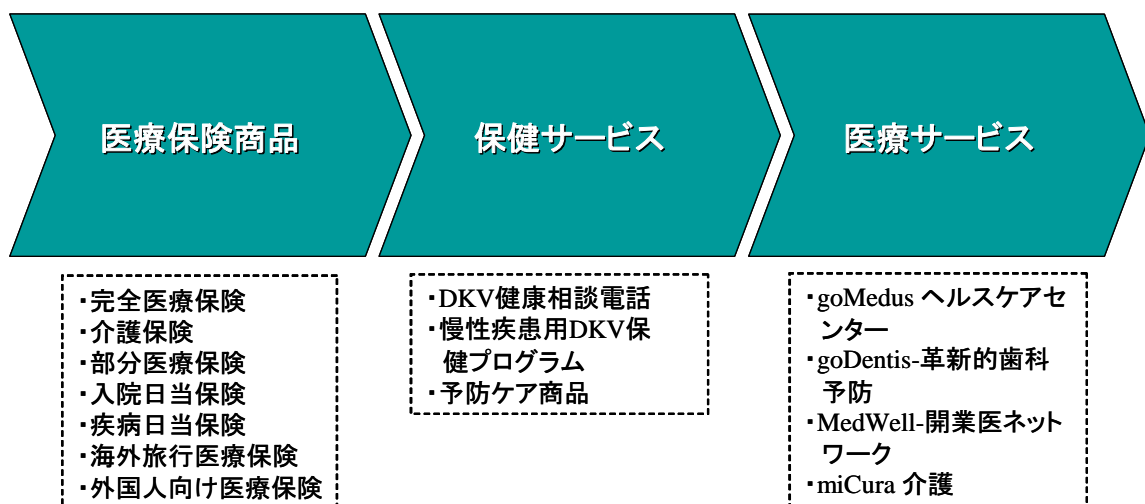 医療保険商品
保健サービス
医療サービス
・完全医療保険
・介護保険
・部分医療保険
・入院日当保険
・疾病日当保険
・海外旅行医療保険
・外国人向け医療保険
・DKV健康相談電話
・慢性疾患用DKV保
健プログラム
・予防ケア商品
・goMedus ヘルスケアセ
ンター
・goDentis-革新的歯科
予防
・MedWell-開業医ネット
ワーク
・miCura 介護